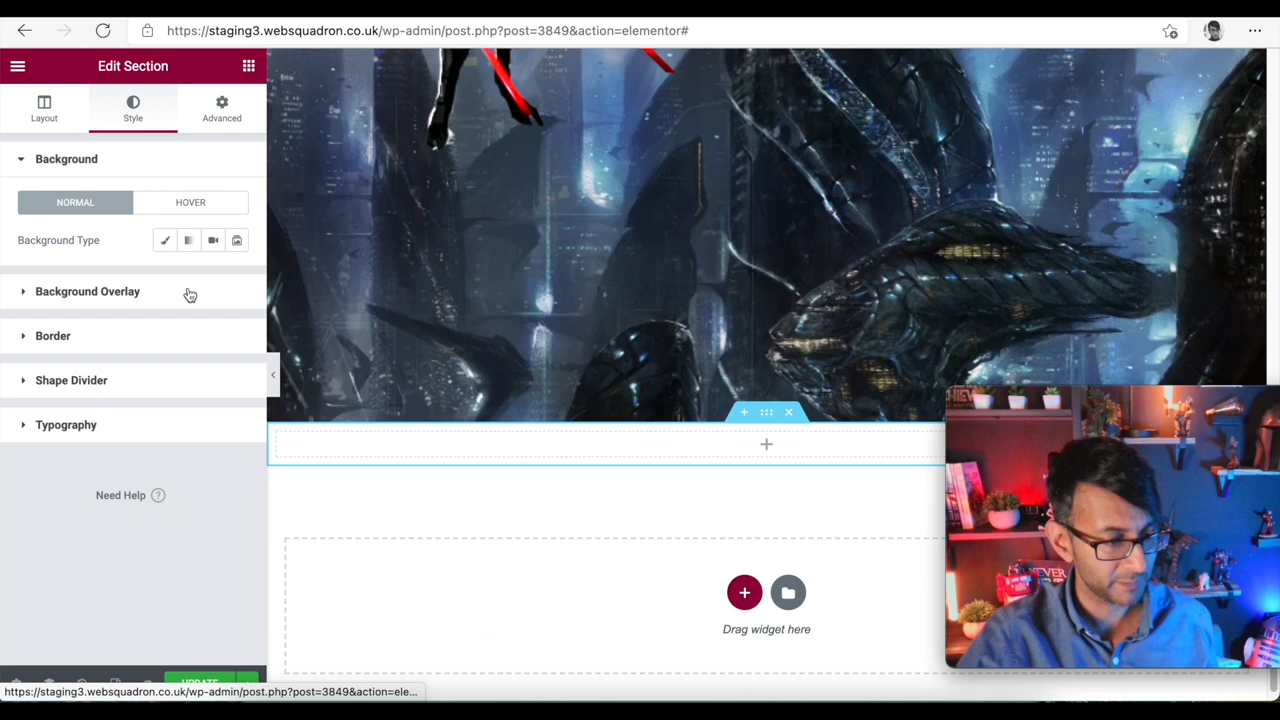 https://staging3.websquadron.co.uk/wp-admin/post.php?post=3849&action=elementor#
Edit Section
Layout
Style
Advanced
Background
NORMAL
HOVER
Background Type
Background Overlay
Border
Shape Divider
Typography
Need Help ?
Drag widget here
UPDATE
https://staging3.websquadron.co.uk/wp-admin/post.php?post=3849&action=ele...